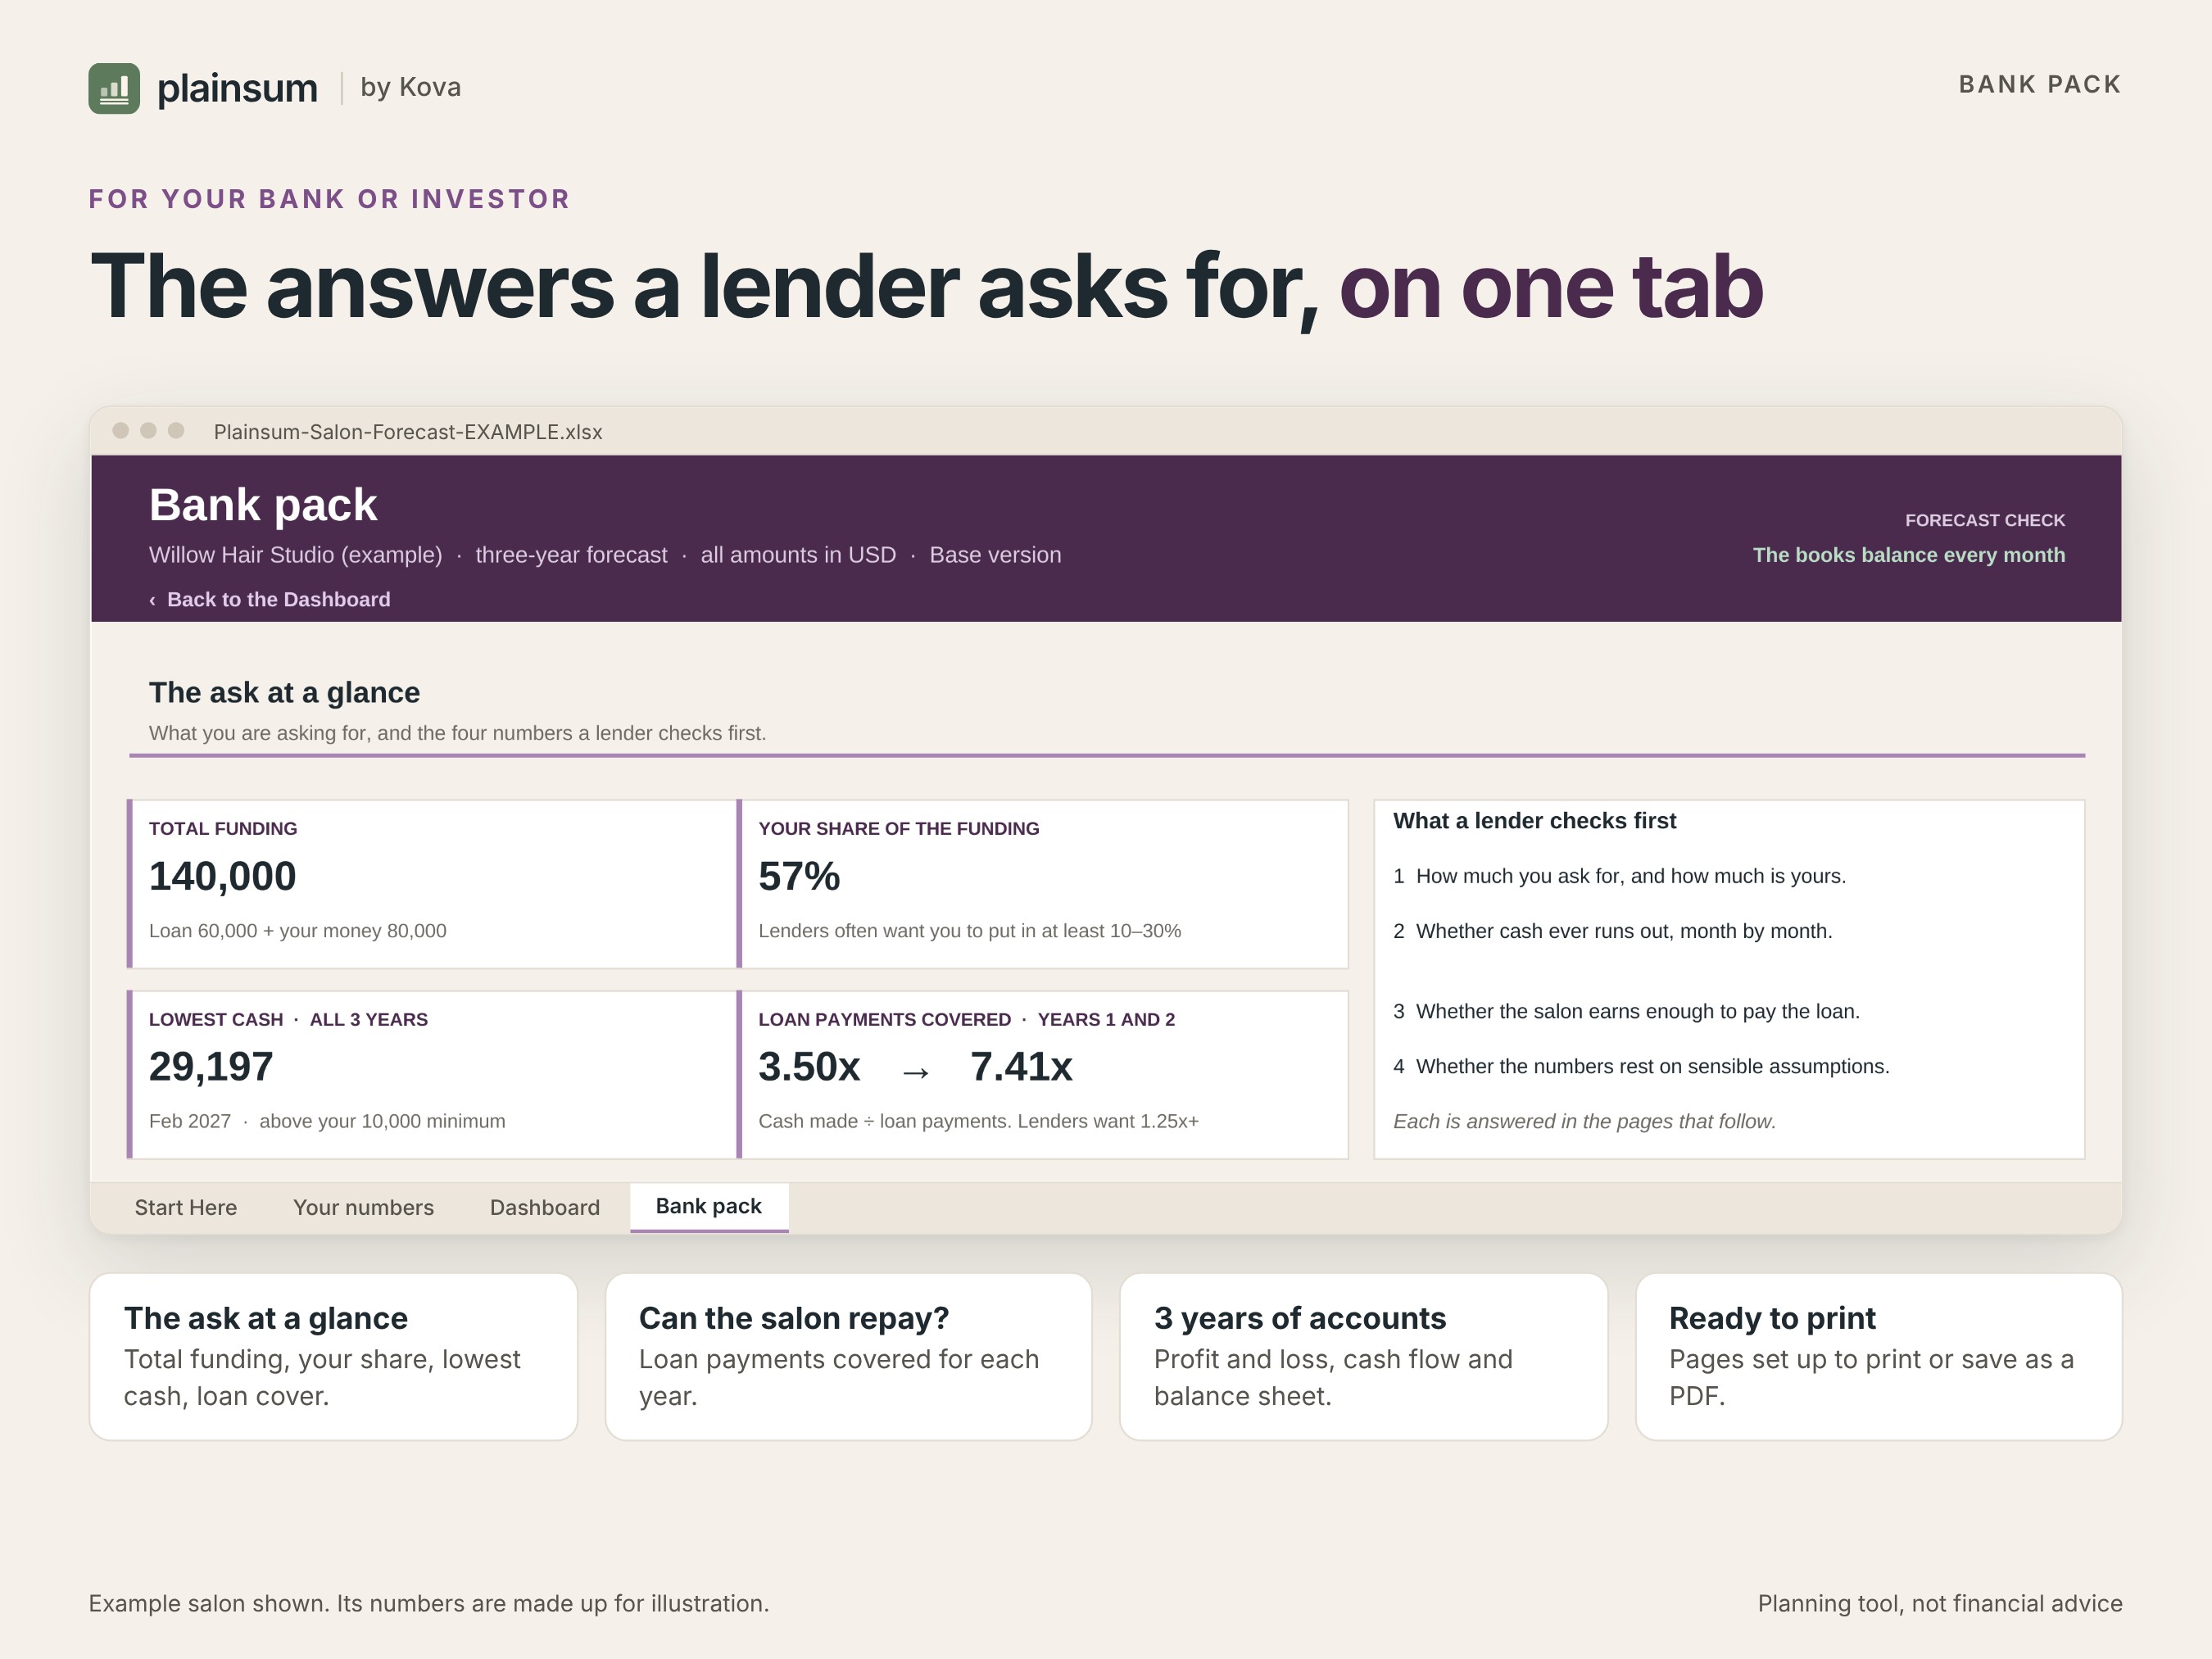 plainsum
by Kova
BANK PACK
FOR YOUR BANK OR INVESTOR
The answers a lender asks for, on one tab
Plainsum-Salon-Forecast-EXAMPLE.xlsx
Bank pack
Willow Hair Studio (example) · three-year forecast · all amounts in USD · Base version
‹ Back to the Dashboard
FORECAST CHECK
The books balance every month
The ask at a glance
What you are asking for, and the four numbers a lender checks first.
TOTAL FUNDING
140,000
Loan 60,000 + your money 80,000
YOUR SHARE OF THE FUNDING
57%
Lenders often want you to put in at least 10–30%
LOWEST CASH · ALL 3 YEARS
29,197
Feb 2027 · above your 10,000 minimum
LOAN PAYMENTS COVERED · YEARS 1 AND 2
3.50x → 7.41x
Cash made ÷ loan payments. Lenders want 1.25x+
What a lender checks first
1 How much you ask for, and how much is yours.
2 Whether cash ever runs out, month by month.
3 Whether the salon earns enough to pay the loan.
4 Whether the numbers rest on sensible assumptions.
Each is answered in the pages that follow.
Start Here
Your numbers
Dashboard
Bank pack
The ask at a glance
Total funding, your share, lowest
cash, loan cover.
Can the salon repay?
Loan payments covered for each
year.
3 years of accounts
Profit and loss, cash flow and
balance sheet.
Ready to print
Pages set up to print or save as a
PDF.
Example salon shown. Its numbers are made up for illustration.
Planning tool, not financial advice